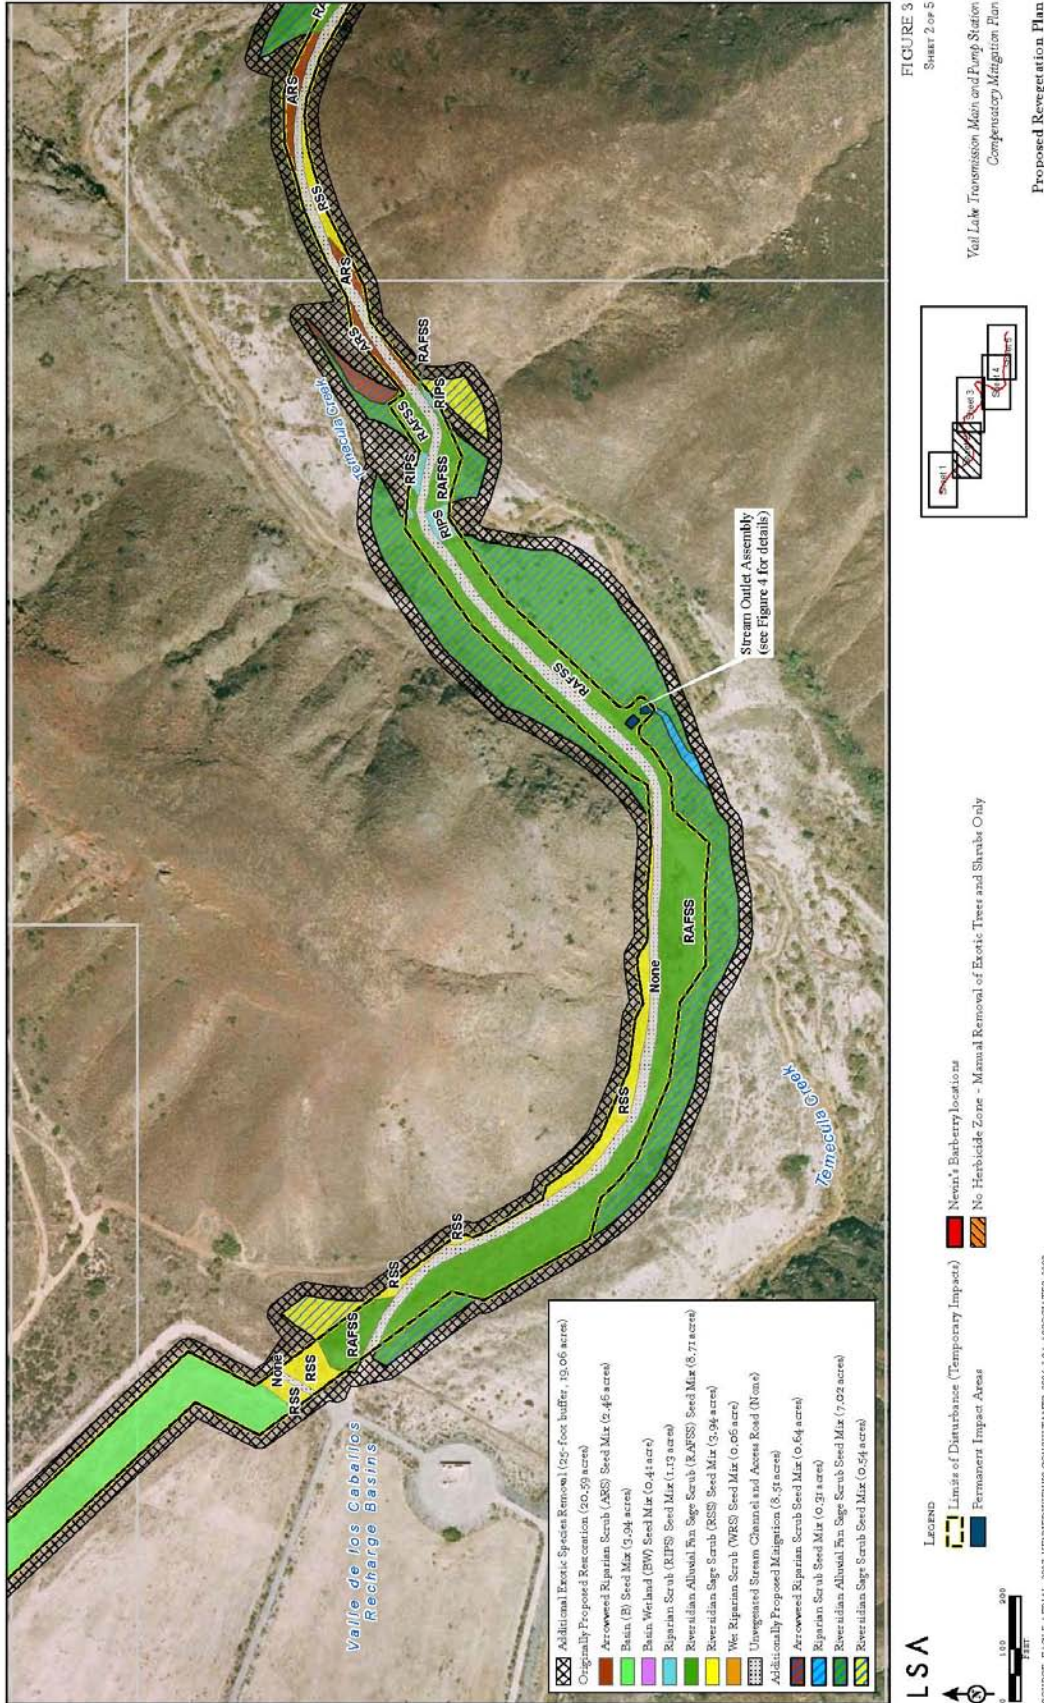 RA
ARS
RSS
ARS
ARS
RAFSS
RIPS
RAFSS
RIPS
RAFSS
RIPS
Temecula Creek
RAFSS
Stream Outlet Assembly
(see Figure 4 for details)
RAFSS
None
RSS
Temecula Creek
RSS
RSS
RAFSS
None
RSS
RSS
Valle de los Caballos
Recharge Basins
Additional Exotic Species Removal (25-foot buffer, 19.06 acres)
Originally Proposed Restoration (20.59 acres)
Arrowweed Riparian Scrub (ARS) Seed Mix (2.46 acres)
Basin (B) Seed Mix (3.94 acres)
Basin Wetland (BW) Seed Mix (0.41 acre)
Riparian Scrub (RIPS) Seed Mix (1.13 acres)
Riversidian Alluvial Fan Sage Scrub (RAFSS) Seed Mix (8.71 acres)
Riversidian Sage Scrub (RSS) Seed Mix (3.94 acres)
Wet Riparian Scrub (WRS) Seed Mix (0.06 acre)
Unvegetated Stream Channel and Access Road (None)
Additionally Proposed Mitigation (8.51 acres)
Arrowweed Riparian Scrub Seed Mix (0.64 acres)
Riparian Scrub Seed Mix (0.31 acres)
Riversidian Alluvial Fan Sage Scrub Seed Mix (7.02 acres)
Riversidian Sage Scrub Seed Mix (0.54 acres)
LSA
N
0 100 200
FEET
LEGEND
Limits of Disturbance (Temporary Impacts)
Permanent Impact Areas
Nevin's Barberry locations
No Herbicide Zone - Manual Removal of Exotic Trees and Shrubs Only
Sheet 1
Sheet 3
Sheet 4
FIGURE 3
SHEET 2 OF 5
Vail Lake Transmission Main and Pump Station
Compensatory Mitigation Plan
Proposed Revegetation Plan